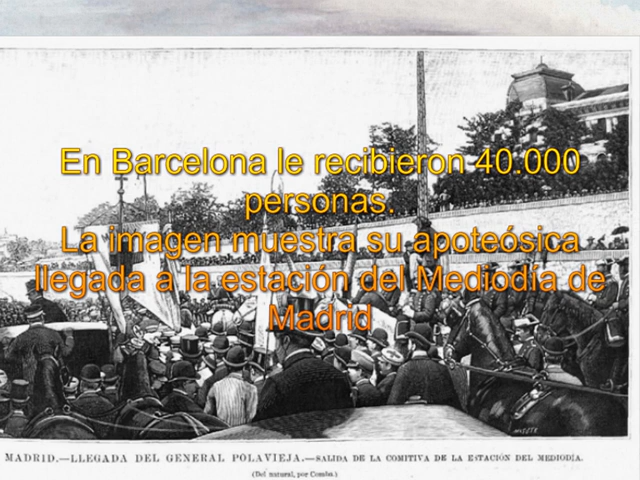 En Barcelona le recibieron 40.000
personas.
La imagen muestra su apoteósica
llegada a la estación del Mediodía de
Madrid
MADRID.—LLEGADA DEL GENERAL POLAVIEJA.—SALIDA DE LA COMITIVA DE LA ESTACIÓN DEL MEDIODÍA.
(Del natural, por Comba.)